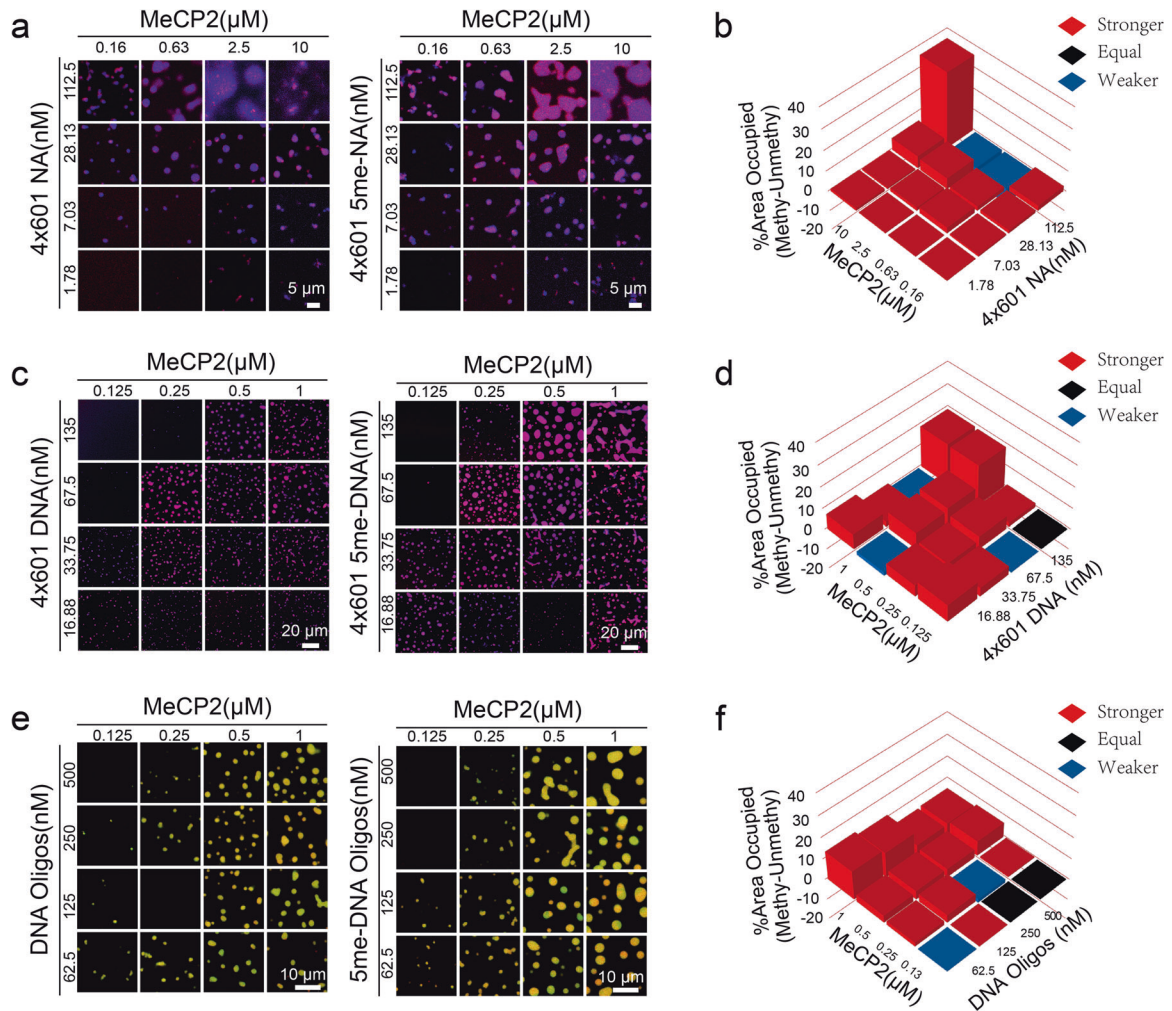 a
MeCP2(μM)
0.16 0.63 2.5 10
4x601 NA(nM)
112.5
28.13
7.03
1.78
5 μm
MeCP2(μM)
0.16 0.63 2.5 10
4x601 5me-NA(nM)
112.5
28.13
7.03
1.78
5 μm
b
Stronger
Equal
Weaker
%Area Occupied
(Methy-Unmethy)
40
30
20
10
0
-10
-20
10 2.5 0.63 0.16
MeCP2(μM)
1.78 7.03 28.13 112.5
4x601 NA(nM)
c
MeCP2(μM)
0.125 0.25 0.5 1
4x601 DNA(nM)
135
67.5
33.75
16.88
20 μm
MeCP2(μM)
0.125 0.25 0.5 1
4x601 5me-DNA(nM)
135
67.5
33.75
16.88
20 μm
d
Stronger
Equal
Weaker
%Area Occupied
(Methy-Unmethy)
40
30
20
10
0
-10
-20
1 0.5 0.25 0.125
MeCP2(μM)
16.88 33.75 67.5 135
4x601 DNA (nM)
e
MeCP2(μM)
0.125 0.25 0.5 1
DNA Oligos(nM)
500
250
125
62.5
10 μm
MeCP2(μM)
0.125 0.25 0.5 1
5me-DNA Oligos(nM)
500
250
125
62.5
10 μm
f
Stronger
Equal
Weaker
%Area Occupied
(Methy-Unmethy)
40
30
20
10
0
-10
-20
1 0.5 0.25 0.13
MeCP2(μM)
62.5 125 250 500
DNA Oligos (nM)